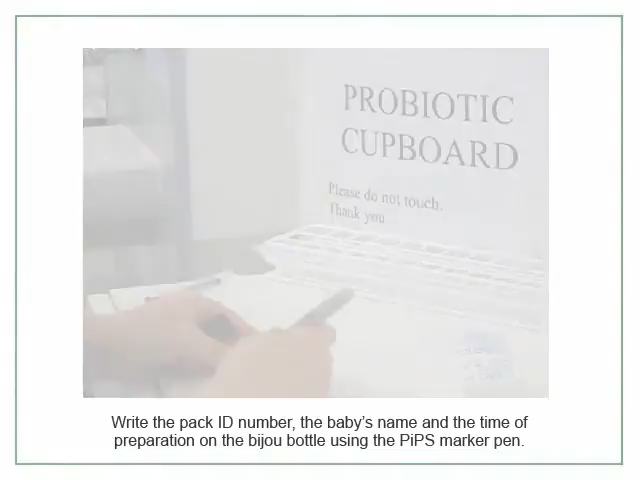 PROBIOTIC
CUPBOARD
Please do not touch.
Thank you
Write the pack ID number, the baby's name and the time of
preparation on the bijou bottle using the PiPS marker pen.